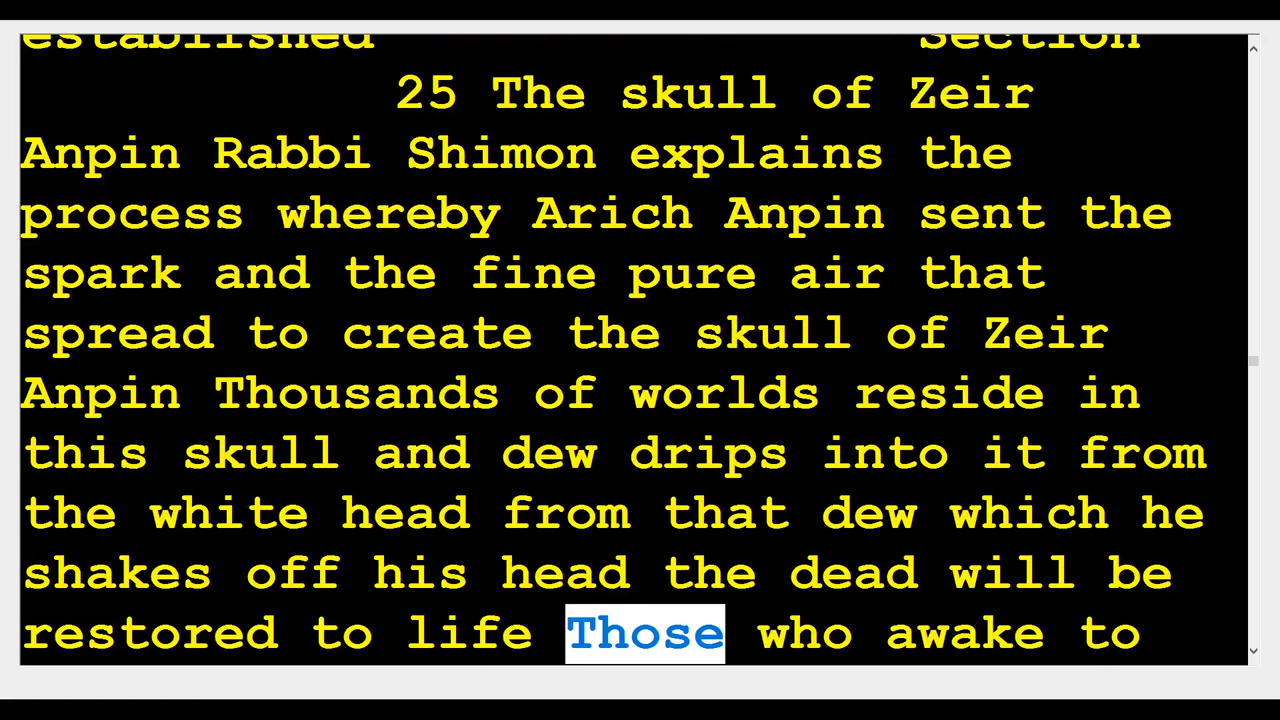 established Section
25 The skull of Zeir
Anpin Rabbi Shimon explains the
process whereby Arich Anpin sent the
spark and the fine pure air that
spread to create the skull of Zeir
Anpin Thousands of worlds reside in
this skull and dew drips into it from
the white head from that dew which he
shakes off his head the dead will be
restored to life Those who awake to